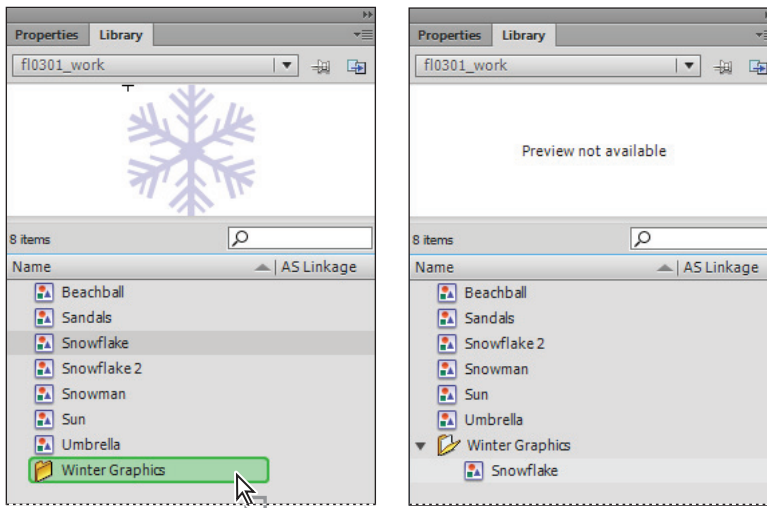 Properties Library
fl0301_work
8 items
Name AS Linkage
Beachball
Sandals
Snowflake
Snowflake 2
Snowman
Sun
Umbrella
Winter Graphics
Properties Library
fl0301_work
Preview not available
8 items
Name AS Linkage
Beachball
Sandals
Snowflake 2
Snowman
Sun
Umbrella
Winter Graphics
Snowflake